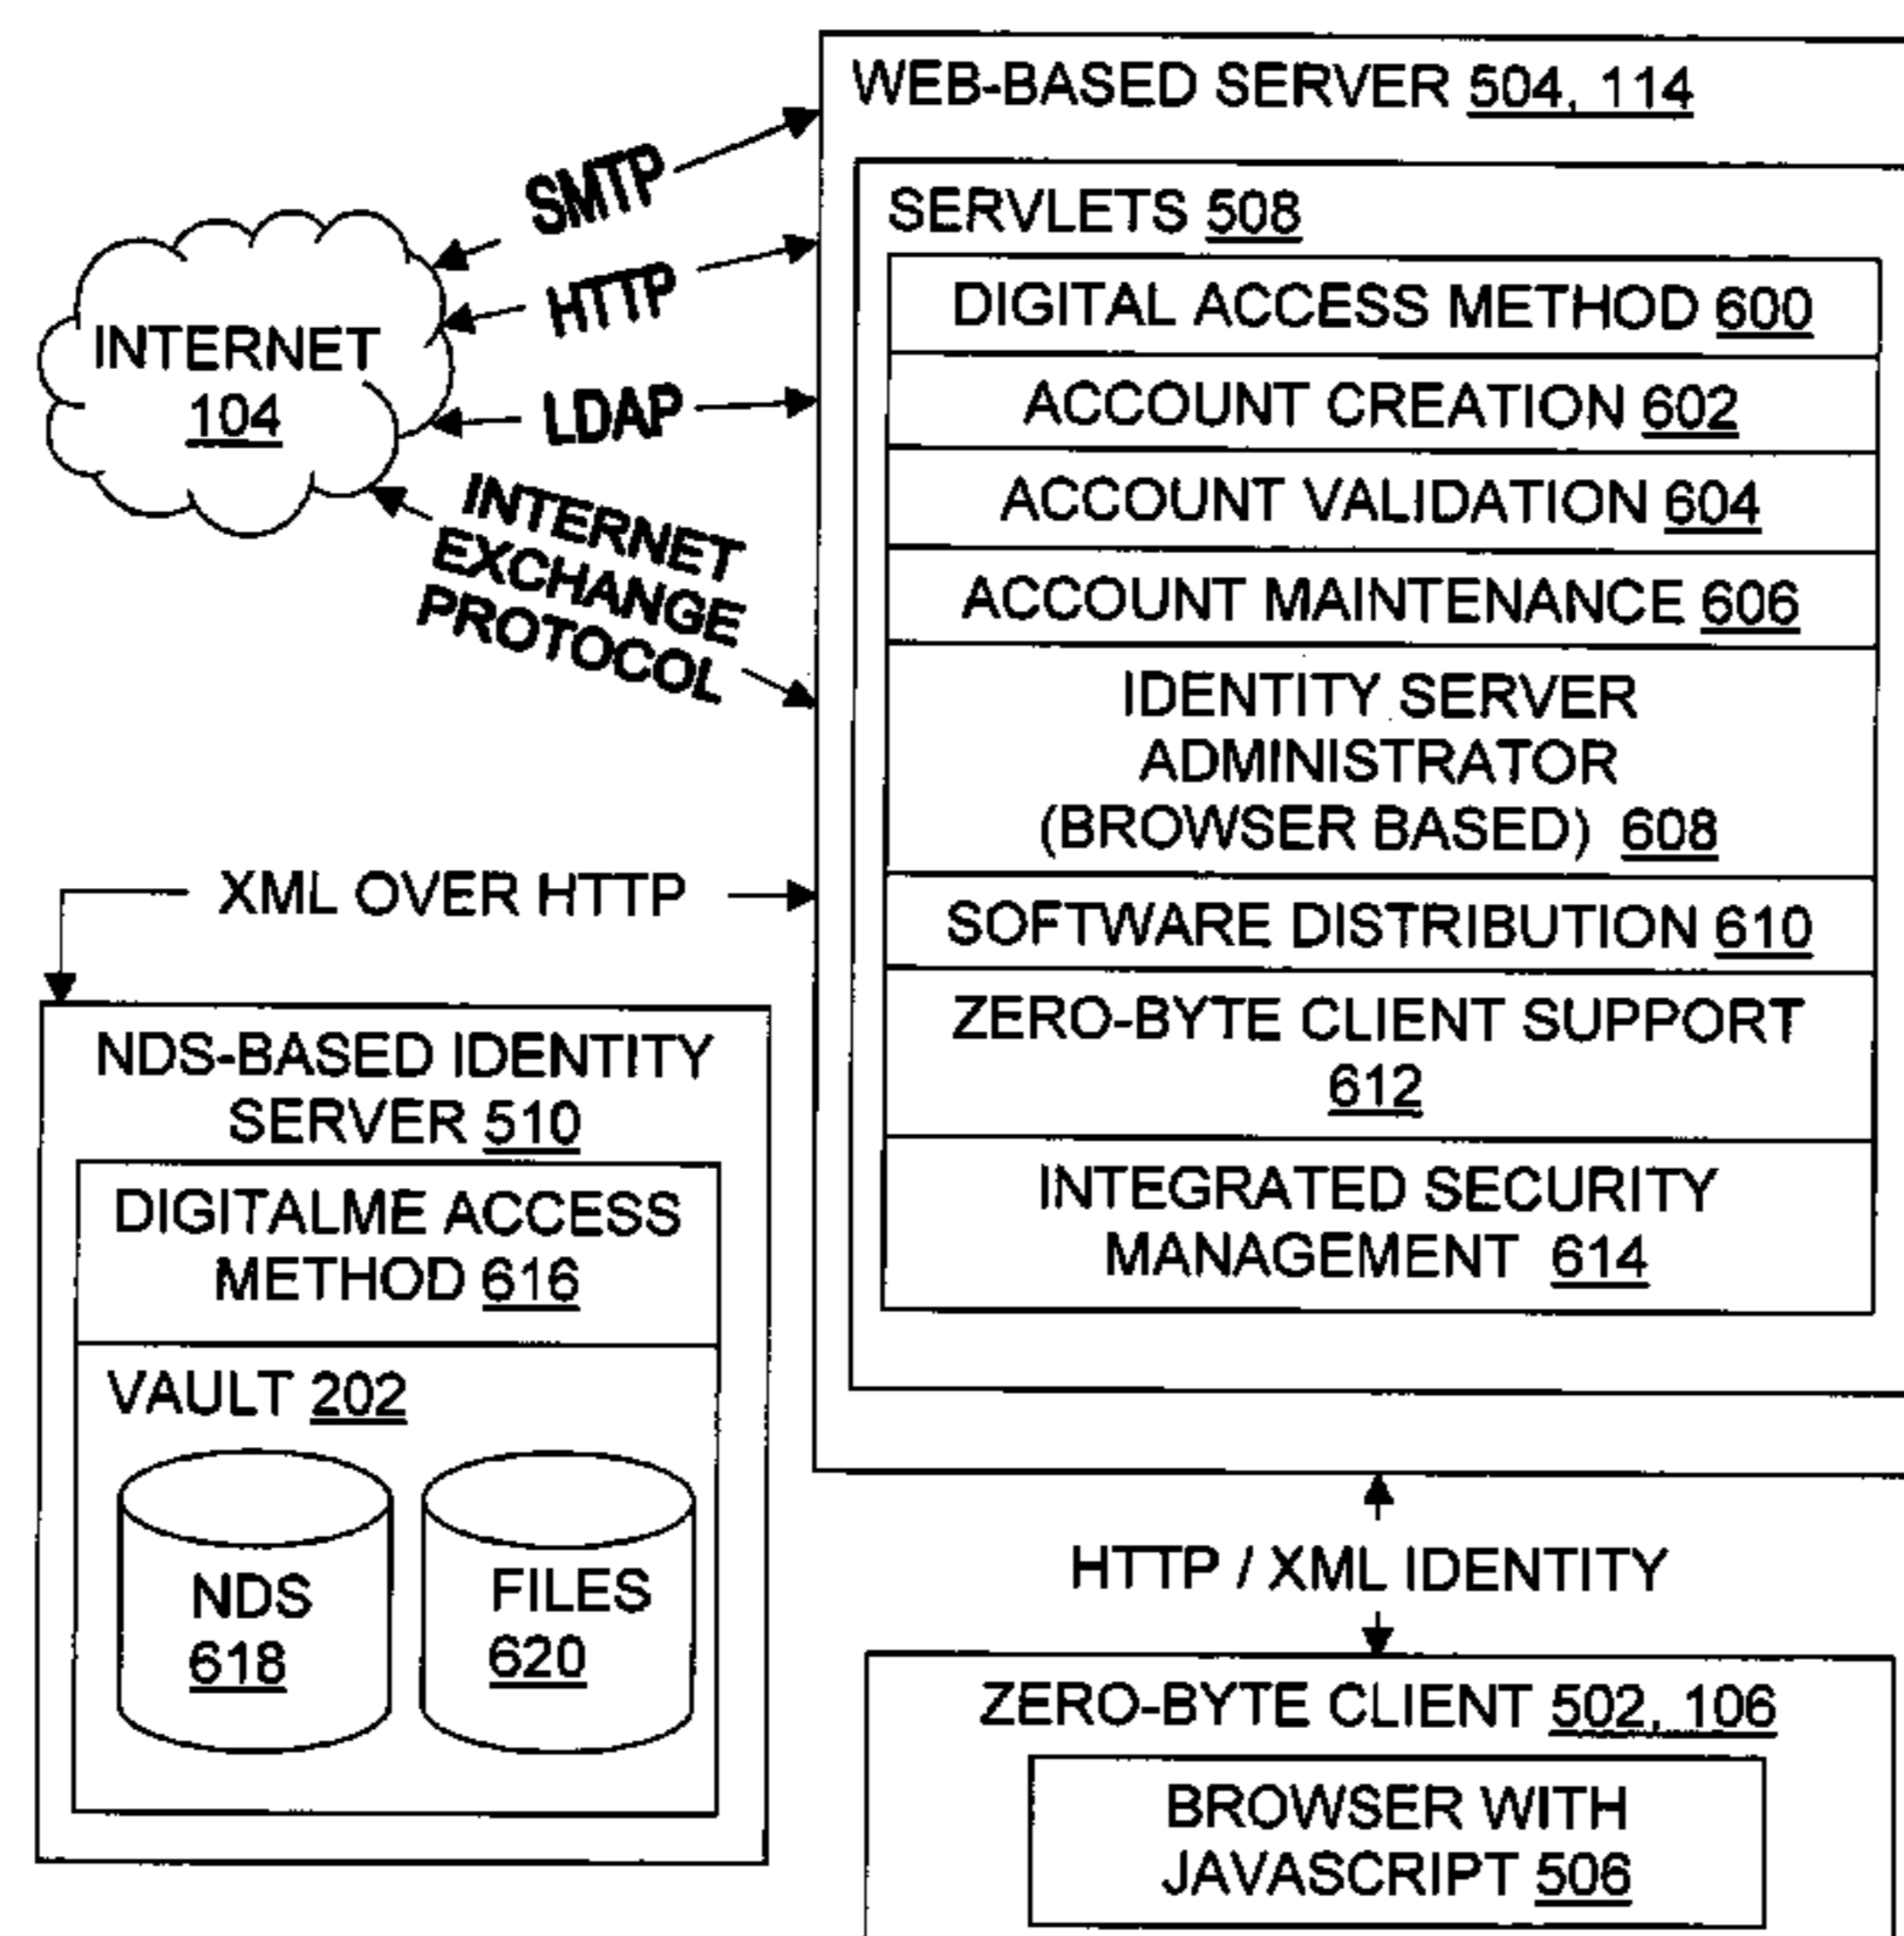 WEB-BASED SERVER 504, 114
SERVLETS 508
DIGITAL ACCESS METHOD 600
ACCOUNT CREATION 602
ACCOUNT VALIDATION 604
ACCOUNT MAINTENANCE 606
IDENTITY SERVER
ADMINISTRATOR
(BROWSER BASED) 608
SOFTWARE DISTRIBUTION 610
ZERO-BYTE CLIENT SUPPORT
612
INTEGRATED SECURITY
MANAGEMENT 614
SMTP
HTTP
LDAP
INTERNET
EXCHANGE
PROTOCOL
INTERNET
104
XML OVER HTTP
NDS-BASED IDENTITY
SERVER 510
DIGITALME ACCESS
METHOD 616
VAULT 202
NDS
618
FILES
620
HTTP / XML IDENTITY
ZERO-BYTE CLIENT 502, 106
BROWSER WITH
JAVASCRIPT 506